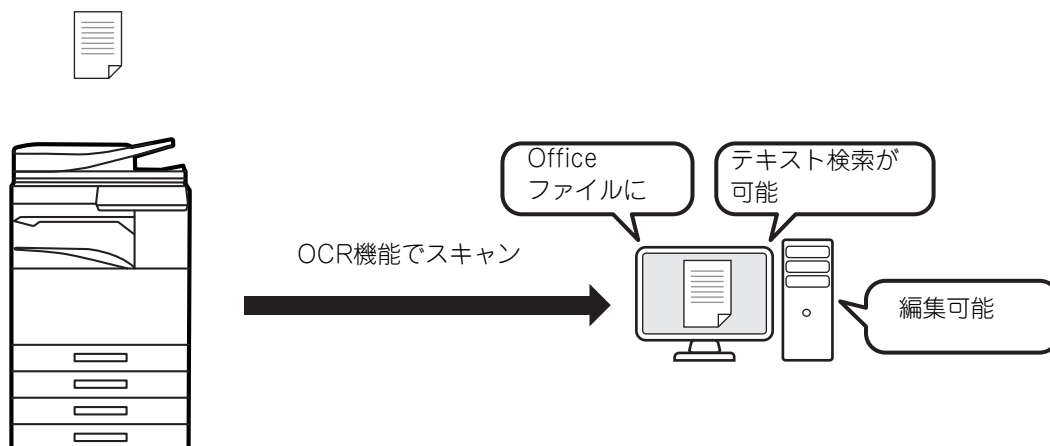 Office
ファイルに
テキスト検索が
可能
OCR機能でスキャン
編集可能